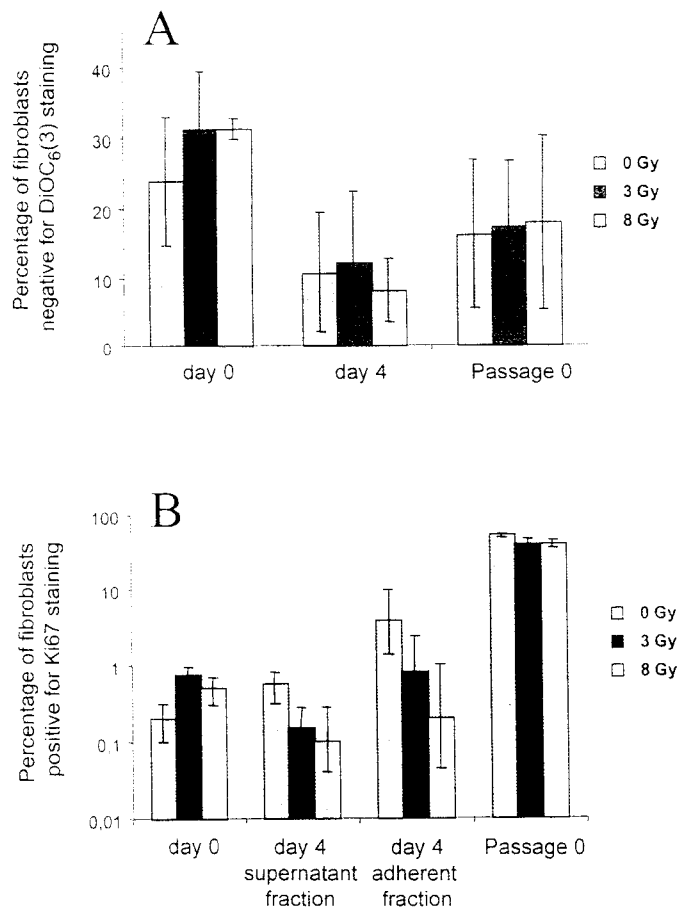 A
Percentage of fibroblasts
negative for DiOC6(3) staining
40
30
20
10
0
day 0
day 4
Passage 0
0 Gy
3 Gy
8 Gy
B
Percentage of fibroblasts
positive for Ki67 staining
100
10
1
0.1
0,01
day 0
day 4
supernatant
fraction
day 4
adherent
fraction
Passage 0
0 Gy
3 Gy
8 Gy